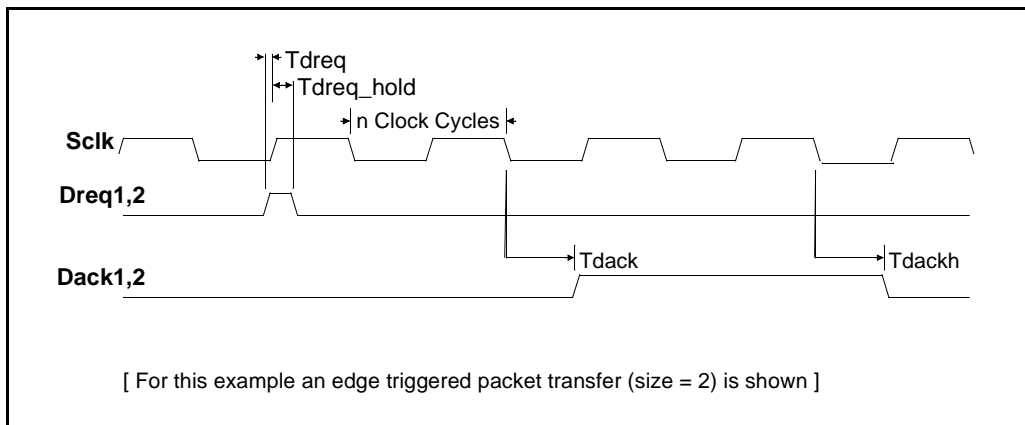 Tdreq
Tdreq_hold
n Clock Cycles
Sclk
Dreq1,2
Tdack
Tdackh
Dack1,2
[ For this example an edge triggered packet transfer (size = 2) is shown ]